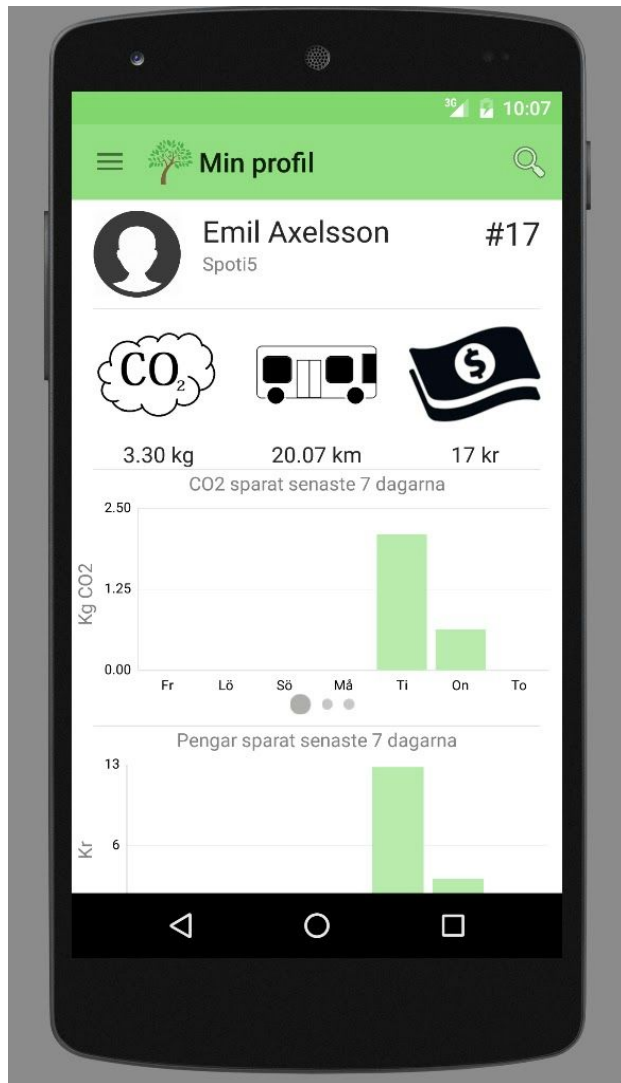 3G 10:07
Min profil
Emil Axelsson #17
Spoti5
CO2
$
3.30 kg 20.07 km 17 kr
CO2 sparat senaste 7 dagarna
2.50
Kg CO2
1.25
0.00
Fr Lö Sö Må Ti On To
Pengar sparat senaste 7 dagarna
13
Kr
6